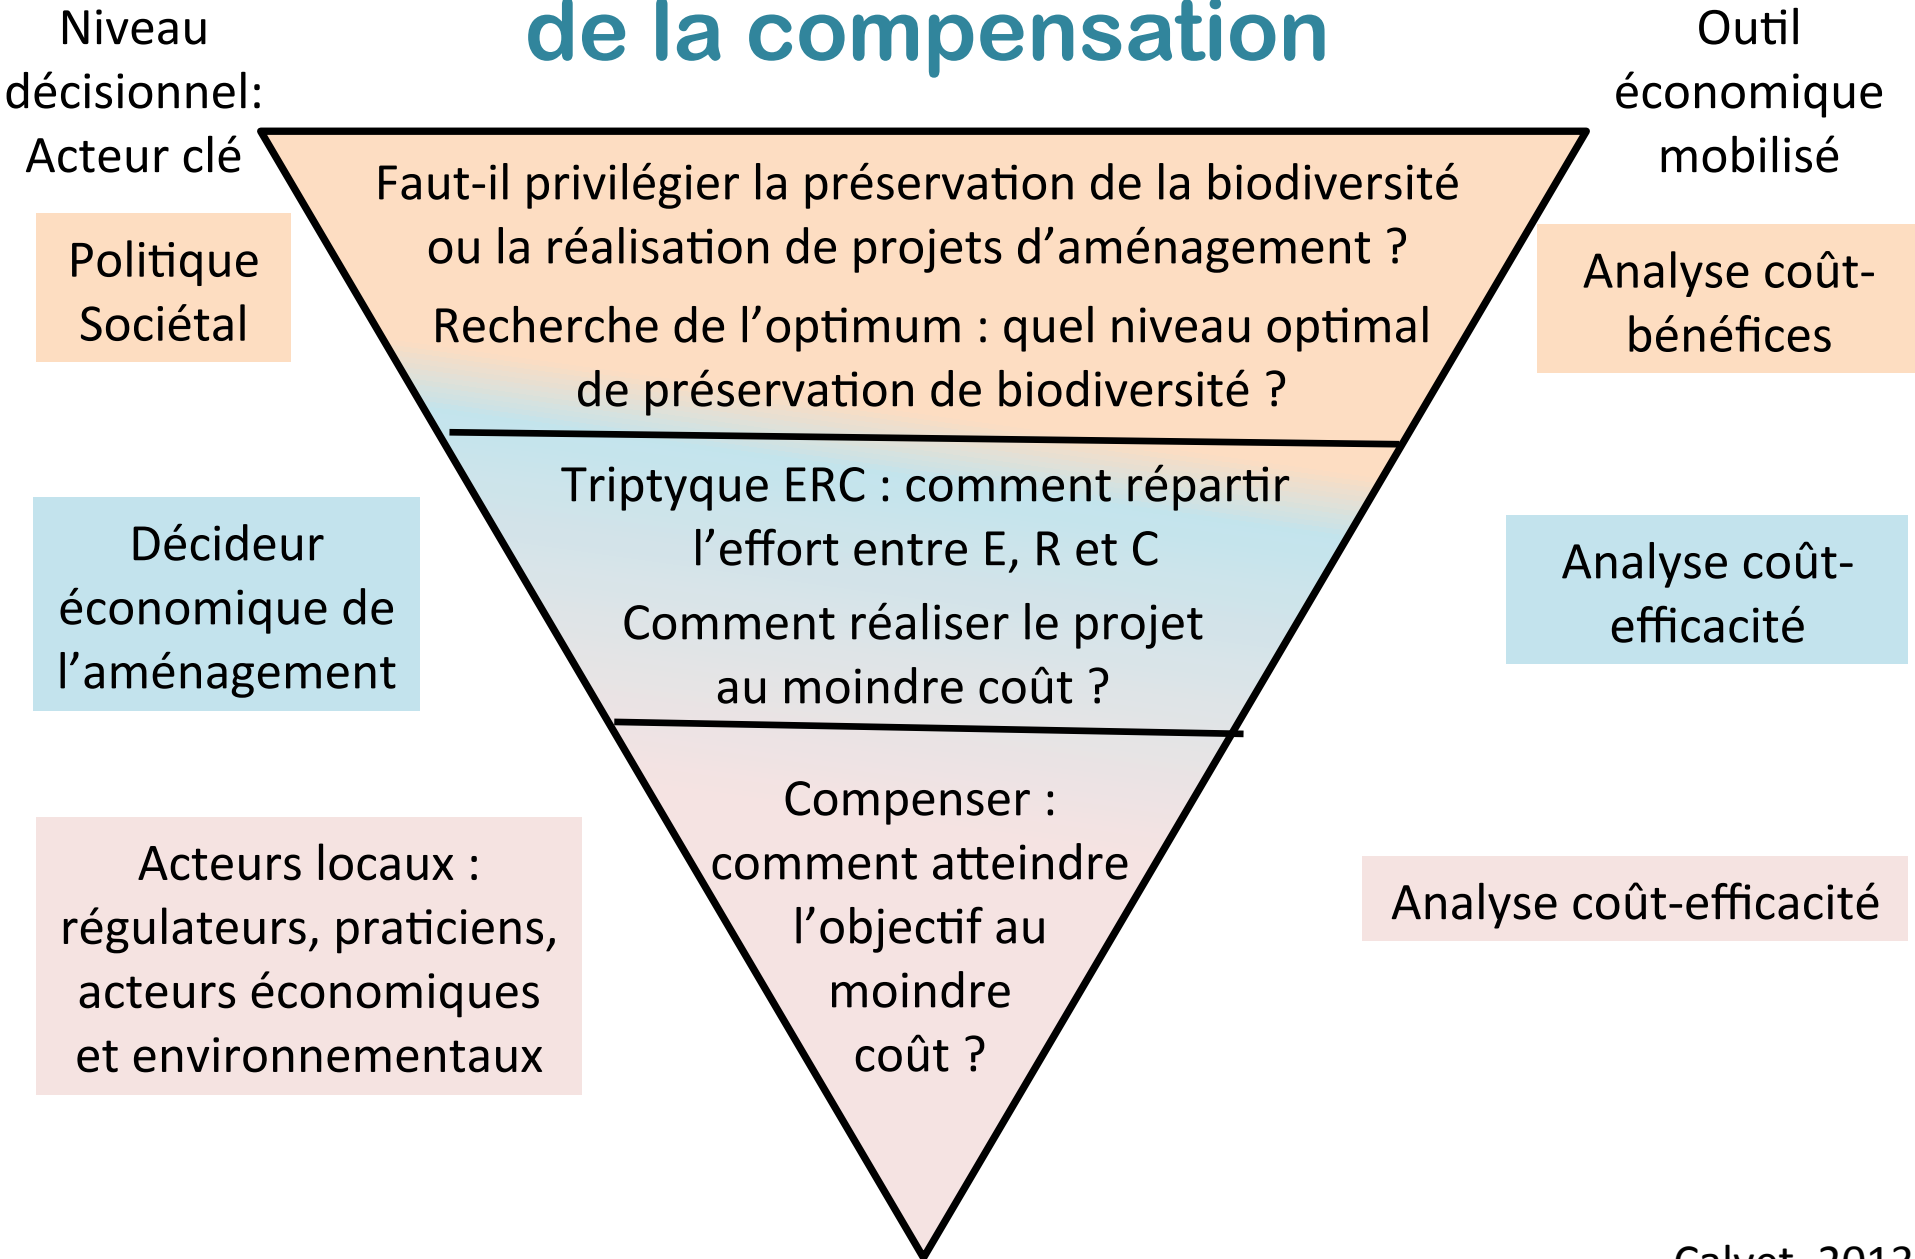 de la compensation
Niveau
décisionnel:
Acteur clé
Outil
économique
mobilisé
Politique
Sociétal
Faut-il privilégier la préservation de la biodiversité
ou la réalisation de projets d’aménagement ?
Recherche de l’optimum : quel niveau optimal
de préservation de biodiversité ?
Analyse coût-
bénéfices
Décideur
économique de
l’aménagement
Triptyque ERC : comment répartir
l’effort entre E, R et C
Comment réaliser le projet
au moindre coût ?
Analyse coût-
efficacité
Acteurs locaux :
régulateurs, praticiens,
acteurs économiques
et environnementaux
Compenser :
comment atteindre
l’objectif au
moindre
coût ?
Analyse coût-efficacité
Calvet, 2013